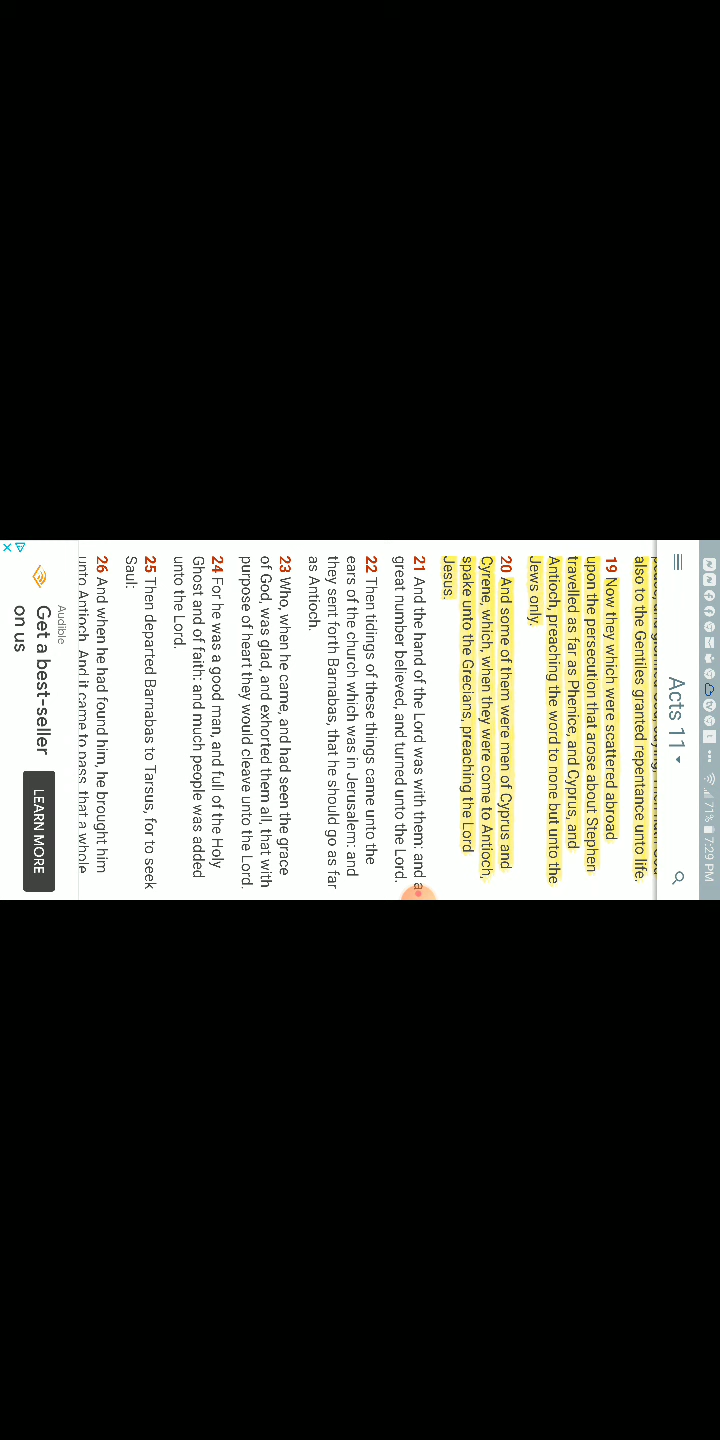 71% 7:29 PM
Acts 11
also to the Gentiles granted repentance unto life.
19 Now they which were scattered abroad
upon the persecution that arose about Stephen
travelled as far as Phenice, and Cyprus, and
Antioch, preaching the word to none but unto the
Jews only.
20 And some of them were men of Cyprus and
Cyrene, which, when they were come to Antioch,
spake unto the Grecians, preaching the Lord
Jesus.
21 And the hand of the Lord was with them: and a
great number believed, and turned unto the Lord.
22 Then tidings of these things came unto the
ears of the church which was in Jerusalem: and
they sent forth Barnabas, that he should go as far
as Antioch.
23 Who, when he came, and had seen the grace
of God, was glad, and exhorted them all, that with
purpose of heart they would cleave unto the Lord.
24 For he was a good man, and full of the Holy
Ghost and of faith: and much people was added
unto the Lord.
25 Then departed Barnabas to Tarsus, for to seek
Saul:
26 And when he had found him, he brought him
unto Antioch. And it came to pass, that a whole
Audible
Get a best-seller
on us
LEARN MORE